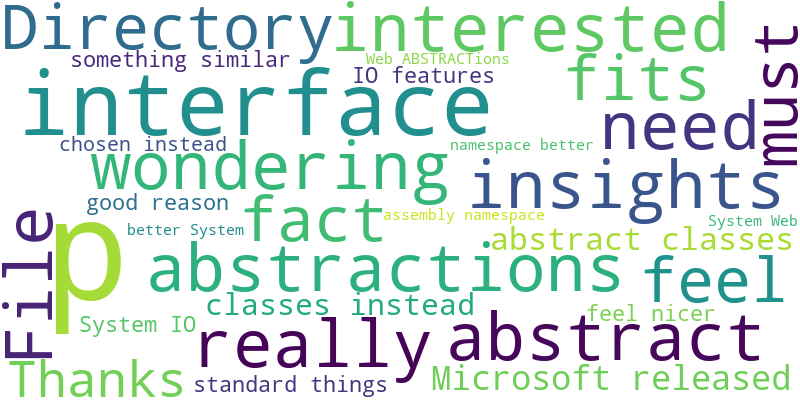 Directory
interested
must
something similar
Web ABSTRACTions
IO features
fits
interface
need
chosen instead
namespace better
wondering
insights
good reason
fact
assembly namespace
System Web
File
p
better System
abstract classes
abstractions
feel
classes instead
feel nicer
System IO
really
abstract
Thanks
standard things
Microsoft released